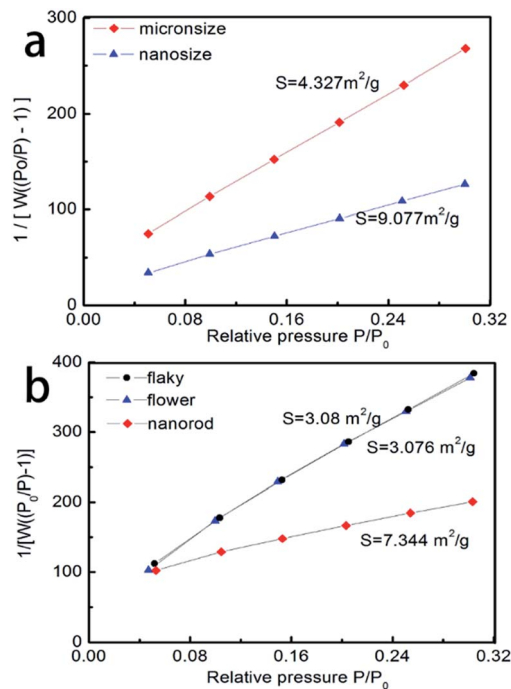 a
300
micronsize
nanosize
S=4.327m²/g
200
1 / [ W((Po/P) - 1) ]
100
S=9.077m²/g
0
0.00 0.08 0.16 0.24 0.32
Relative pressure P/P₀
b
400
flaky
flower
nanorod
S=3.08 m²/g
S=3.076 m²/g
300
1/[W((P₀/P)-1)]
200
S=7.344 m²/g
100
0
0.00 0.08 0.16 0.24 0.32
Relative pressure P/P₀